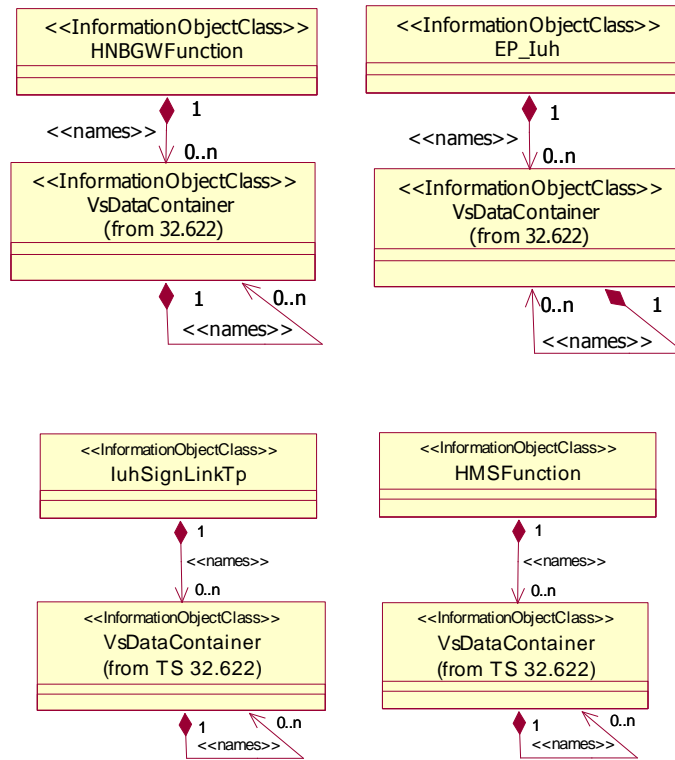 <<InformationObjectClass>>
HNBGWFunction
1
<<names>>
0..n
<<InformationObjectClass>>
VsDataContainer
(from 32.622)
1
0..n
<<names>>
<<InformationObjectClass>>
EP_Iuh
1
<<names>>
0..n
<<InformationObjectClass>>
VsDataContainer
(from 32.622)
0..n
1
<<names>>
<<InformationObjectClass>>
IuhSignLinkTp
1
<<names>>
0..n
<<InformationObjectClass>>
VsDataContainer
(from TS 32.622)
1
0..n
<<names>>
<<InformationObjectClass>>
HMSFunction
1
<<names>>
0..n
<<InformationObjectClass>>
VsDataContainer
(from TS 32.622)
1
0..n
<<names>>